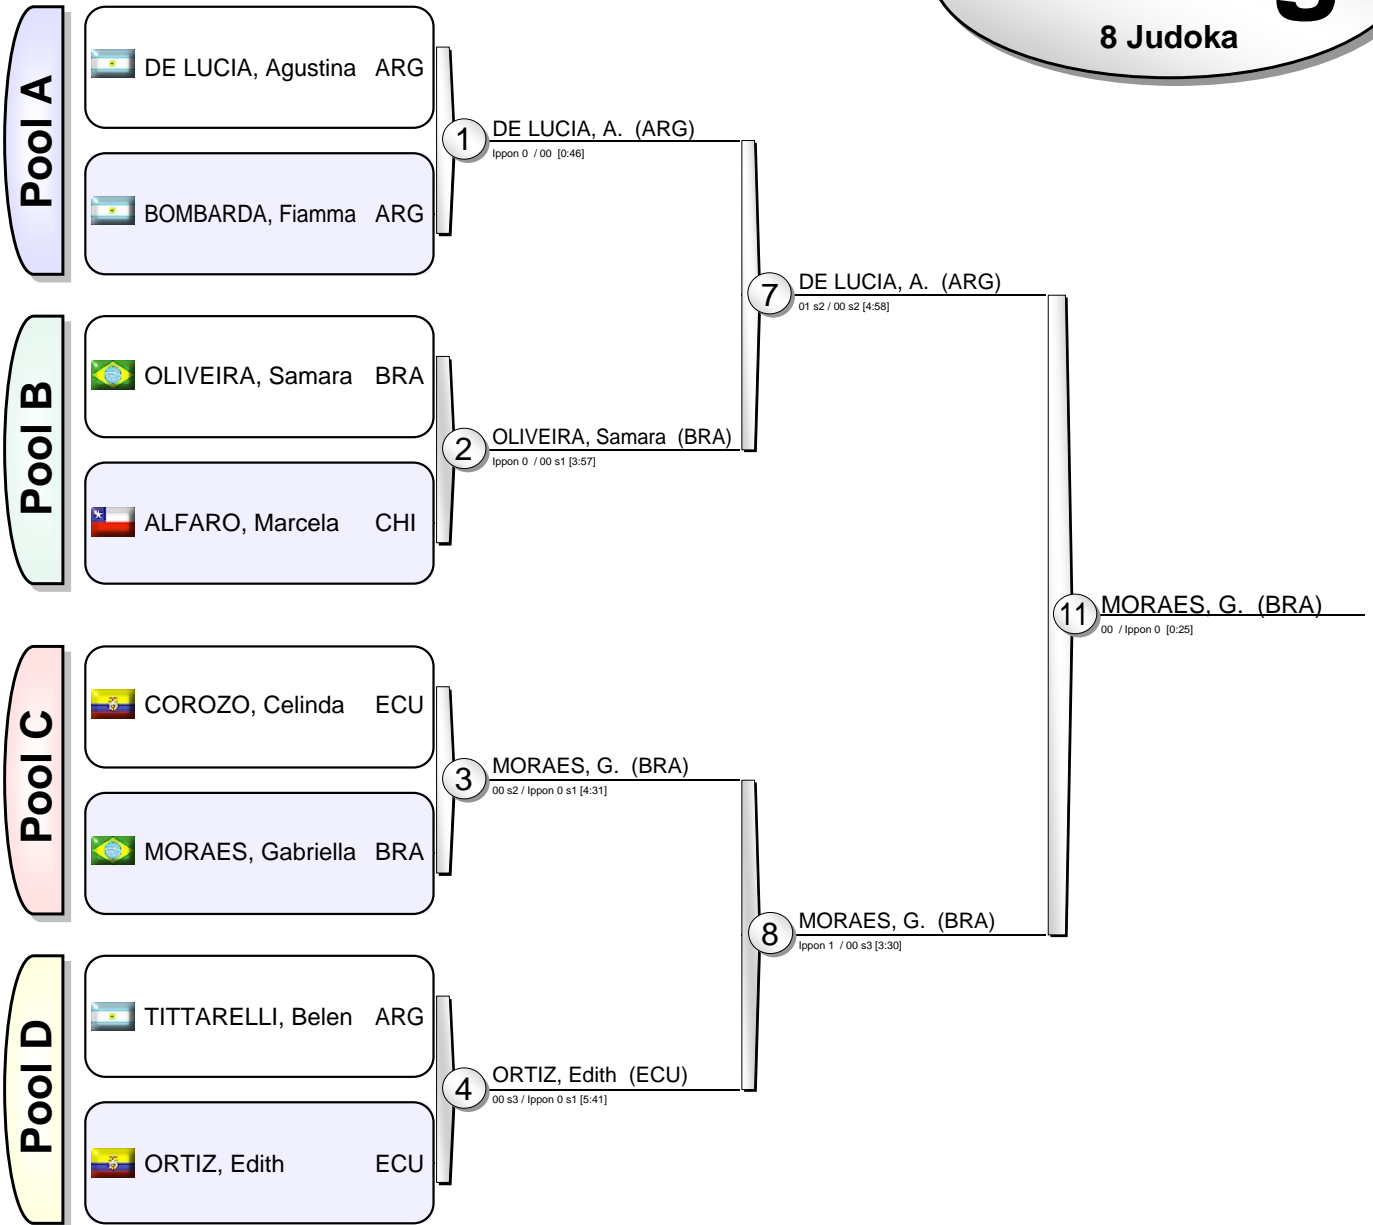 8 Judoka
Pool A
DE LUCIA, Agustina ARG
BOMBARDA, Fiamma ARG
Pool B
OLIVEIRA, Samara BRA
ALFARO, Marcela CHI
Pool C
COROZO, Celinda ECU
MORAES, Gabriella BRA
Pool D
TITTARELLI, Belen ARG
ORTIZ, Edith ECU
1
DE LUCIA, A. (ARG)
Ippon 0 / 00 [0:46]
2
OLIVEIRA, Samara (BRA)
Ippon 0 / 00 s1 [3:57]
3
MORAES, G. (BRA)
00 s2 / Ippon 0 s1 [4:31]
4
ORTIZ, Edith (ECU)
00 s3 / Ippon 0 s1 [5:41]
7
DE LUCIA, A. (ARG)
01 s2 / 00 s2 [4:58]
8
MORAES, G. (BRA)
Ippon 1 / 00 s3 [3:30]
11
MORAES, G. (BRA)
00 / Ippon 0 [0:25]